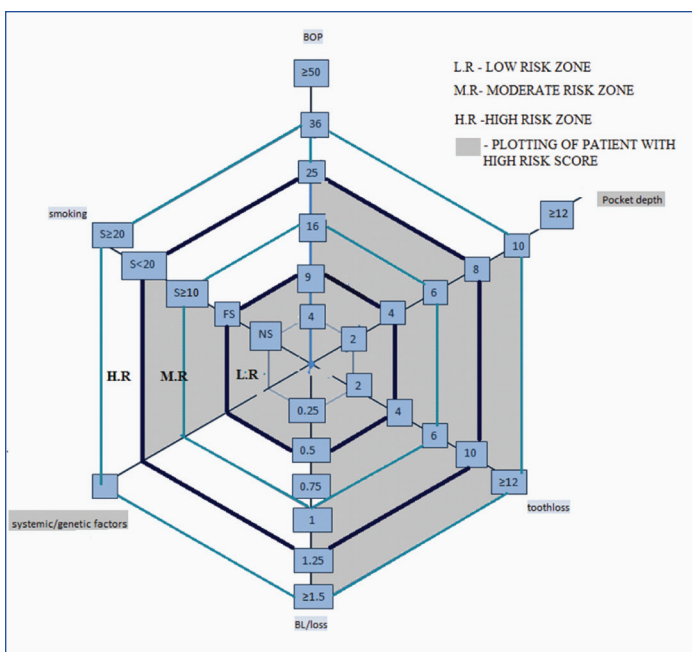 BOP
≥50
36
25
16
9
4
L.R - LOW RISK ZONE
M.R- MODERATE RISK ZONE
H.R -HIGH RISK ZONE
- PLOTTING OF PATIENT WITH
HIGH RISK SCORE
Pocket depth
≥12
10
8
6
4
2
smoking
S≥20
S<20
S≥10
FS
NS
H.R
M.R
L.R
2
4
6
10
≥12
toothloss
0.25
0.5
0.75
1
1.25
≥1.5
BL/loss
systemic/genetic factors